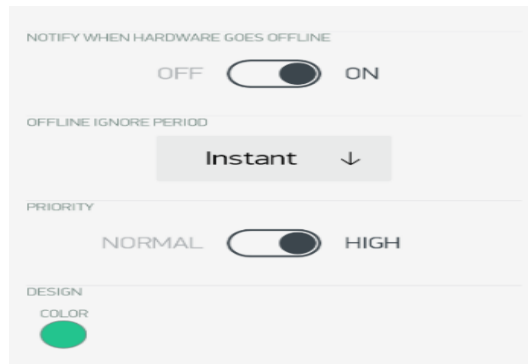 NOTIFY WHEN HARDWARE GOES OFFLINE
OFF ON
OFFLINE IGNORE PERIOD
Instant ↓
PRIORITY
NORMAL HIGH
DESIGN
COLOR